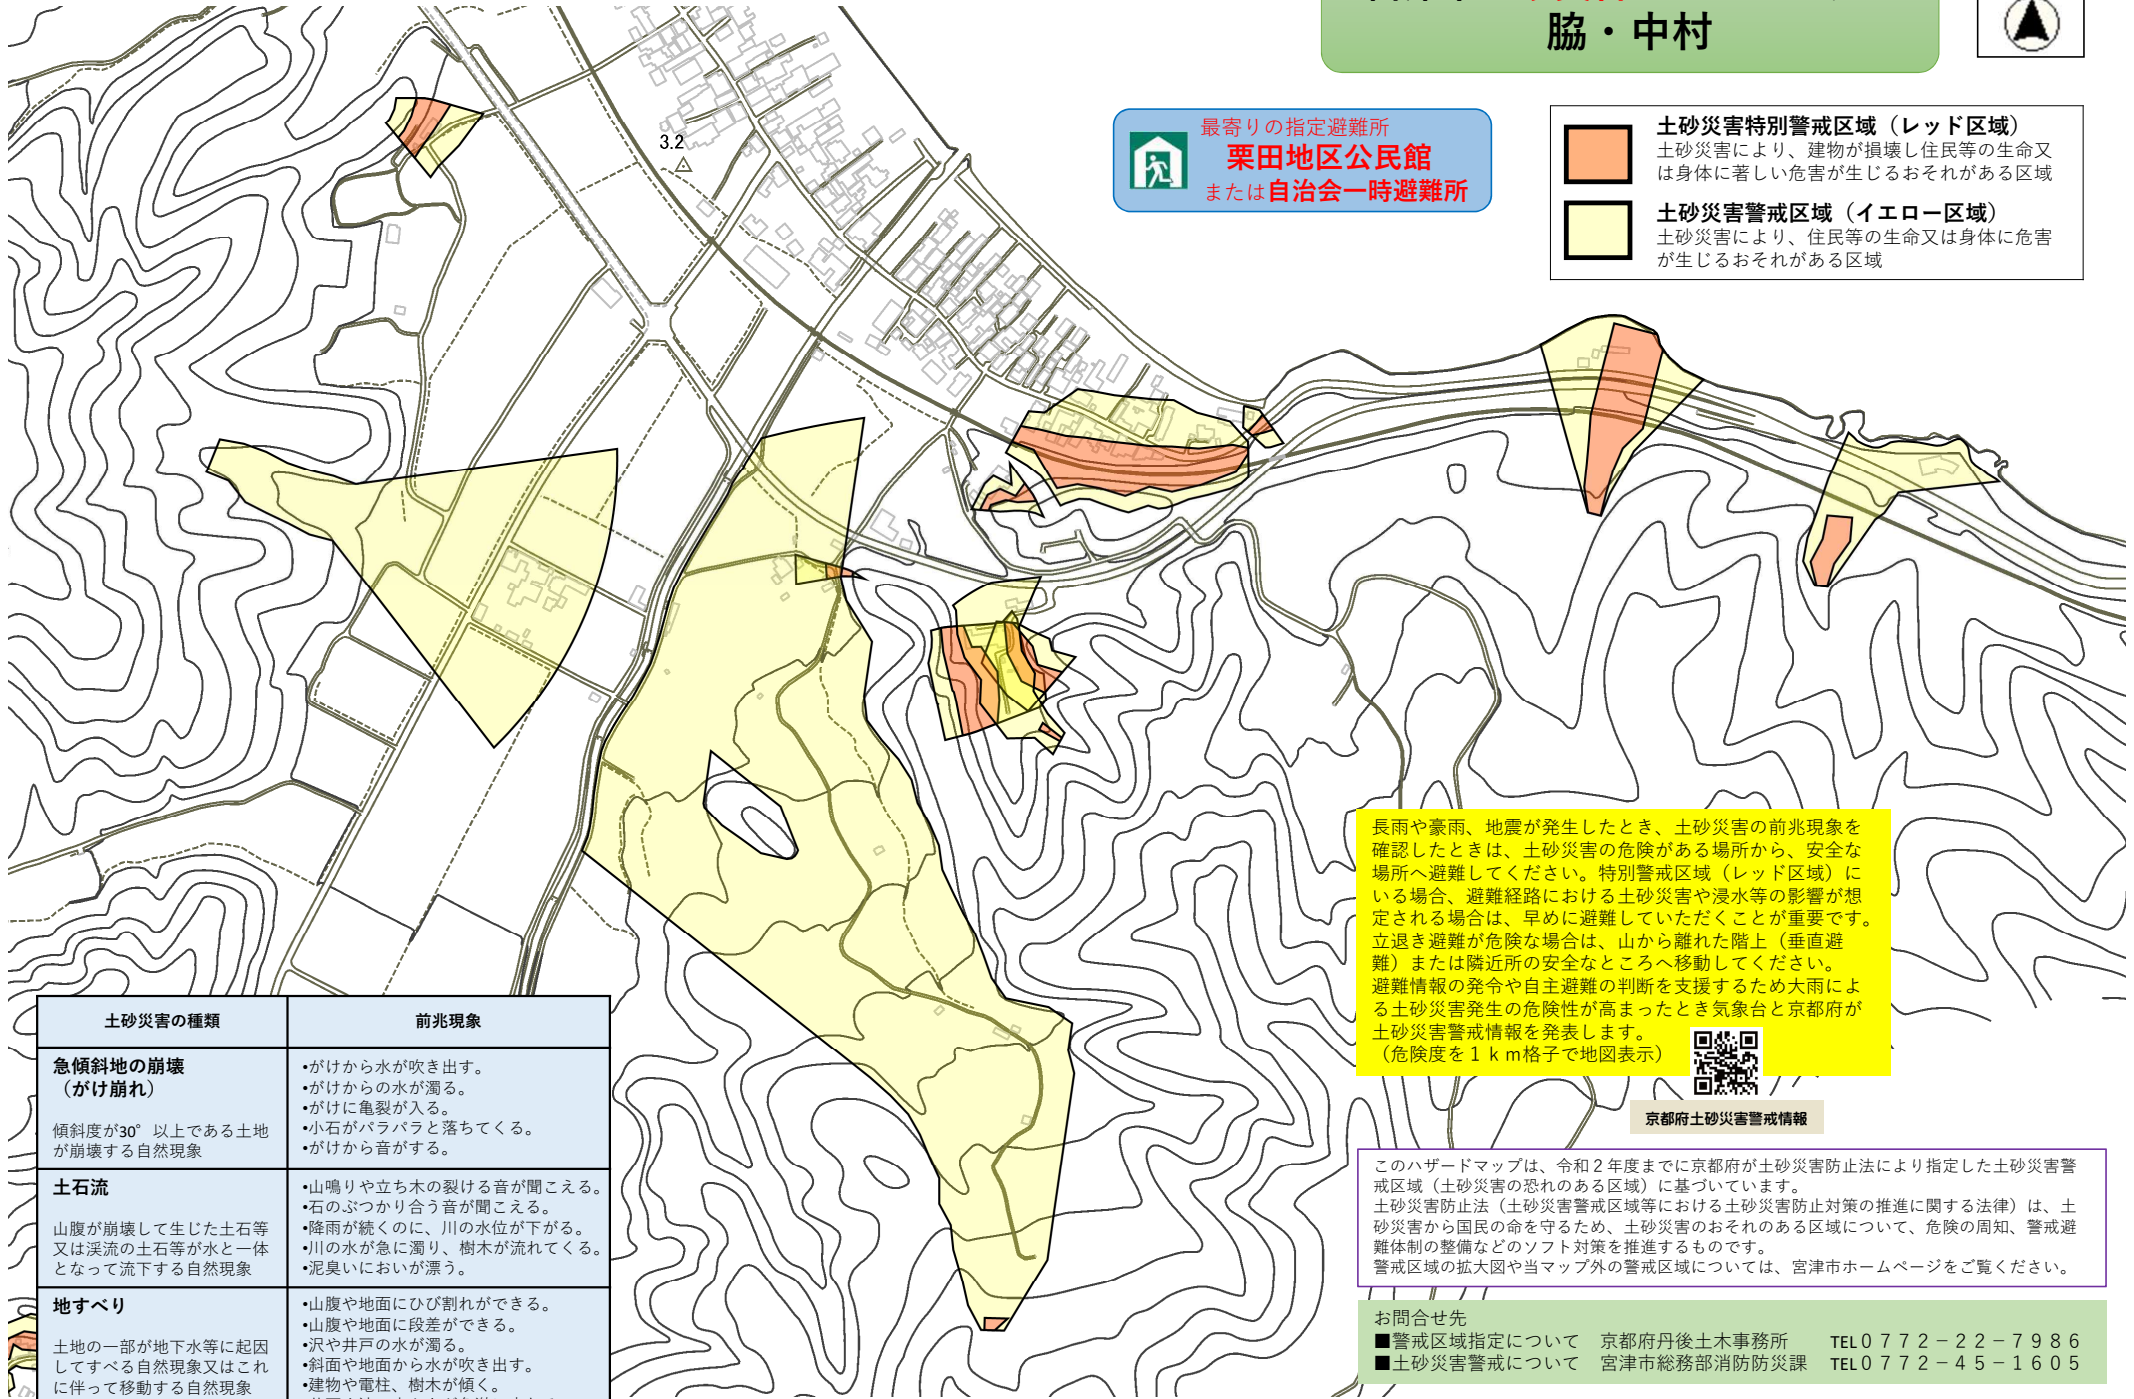 脇・中村
最寄りの指定避難所
栗田地区公民館
または自治会一時避難所
土砂災害特別警戒区域（レッド区域）
土砂災害により、建物が損壊し住民等の生命又
は身体に著しい危害が生じるおそれがある区域
土砂災害警戒区域（イエロー区域）
土砂災害により、住民等の生命又は身体に危害
が生じるおそれがある区域
3.2
長雨や豪雨、地震が発生したとき、土砂災害の前兆現象を
確認したときは、土砂災害の危険がある場所から、安全な
場所へ避難してください。特別警戒区域（レッド区域）に
いる場合、避難経路における土砂災害や浸水等の影響が想
定される場合は、早めに避難していただくことが重要です。
立退き避難が危険な場合は、山から離れた階上（垂直避
難）または隣近所の安全なところへ移動してください。
避難情報の発令や自主避難の判断を支援するため大雨によ
る土砂災害発生の危険性が高まったとき気象台と京都府が
土砂災害警戒情報を発表します。
（危険度を１ｋｍ格子で地図表示）
京都府土砂災害警戒情報
土砂災害の種類
前兆現象
急傾斜地の崩壊
（がけ崩れ）
傾斜度が30°以上である土地
が崩壊する自然現象
•がけから水が吹き出す。
•がけからの水が濁る。
•がけに亀裂が入る。
•小石がパラパラと落ちてくる。
•がけから音がする。
土石流
山腹が崩壊して生じた土石等
又は渓流の土石等が水と一体
となって流下する自然現象
•山鳴りや立ち木の裂ける音が聞こえる。
•石のぶつかり合う音が聞こえる。
•降雨が続くのに、川の水位が下がる。
•川の水が急に濁り、樹木が流れてくる。
•泥臭いにおいが漂う。
地すべり
土地の一部が地下水等に起因
してすべる自然現象又はこれ
に伴って移動する自然現象
•山腹や地面にひび割れができる。
•山腹や地面に段差ができる。
•沢や井戸の水が濁る。
•斜面や地面から水が吹き出す。
•建物や電柱、樹木が傾く。
このハザードマップは、令和２年度までに京都府が土砂災害防止法により指定した土砂災害警
戒区域（土砂災害の恐れのある区域）に基づいています。
土砂災害防止法（土砂災害警戒区域等における土砂災害防止対策の推進に関する法律）は、土
砂災害から国民の命を守るため、土砂災害のおそれのある区域について、危険の周知、警戒避
難体制の整備などのソフト対策を推進するものです。
警戒区域の拡大図や当マップ外の警戒区域については、宮津市ホームページをご覧ください。
お問合せ先
■警戒区域指定について　京都府丹後土木事務所　TEL０７７２－２２－７９８６
■土砂災害警戒について　宮津市総務部消防防災課　TEL０７７２－４５－１６０５